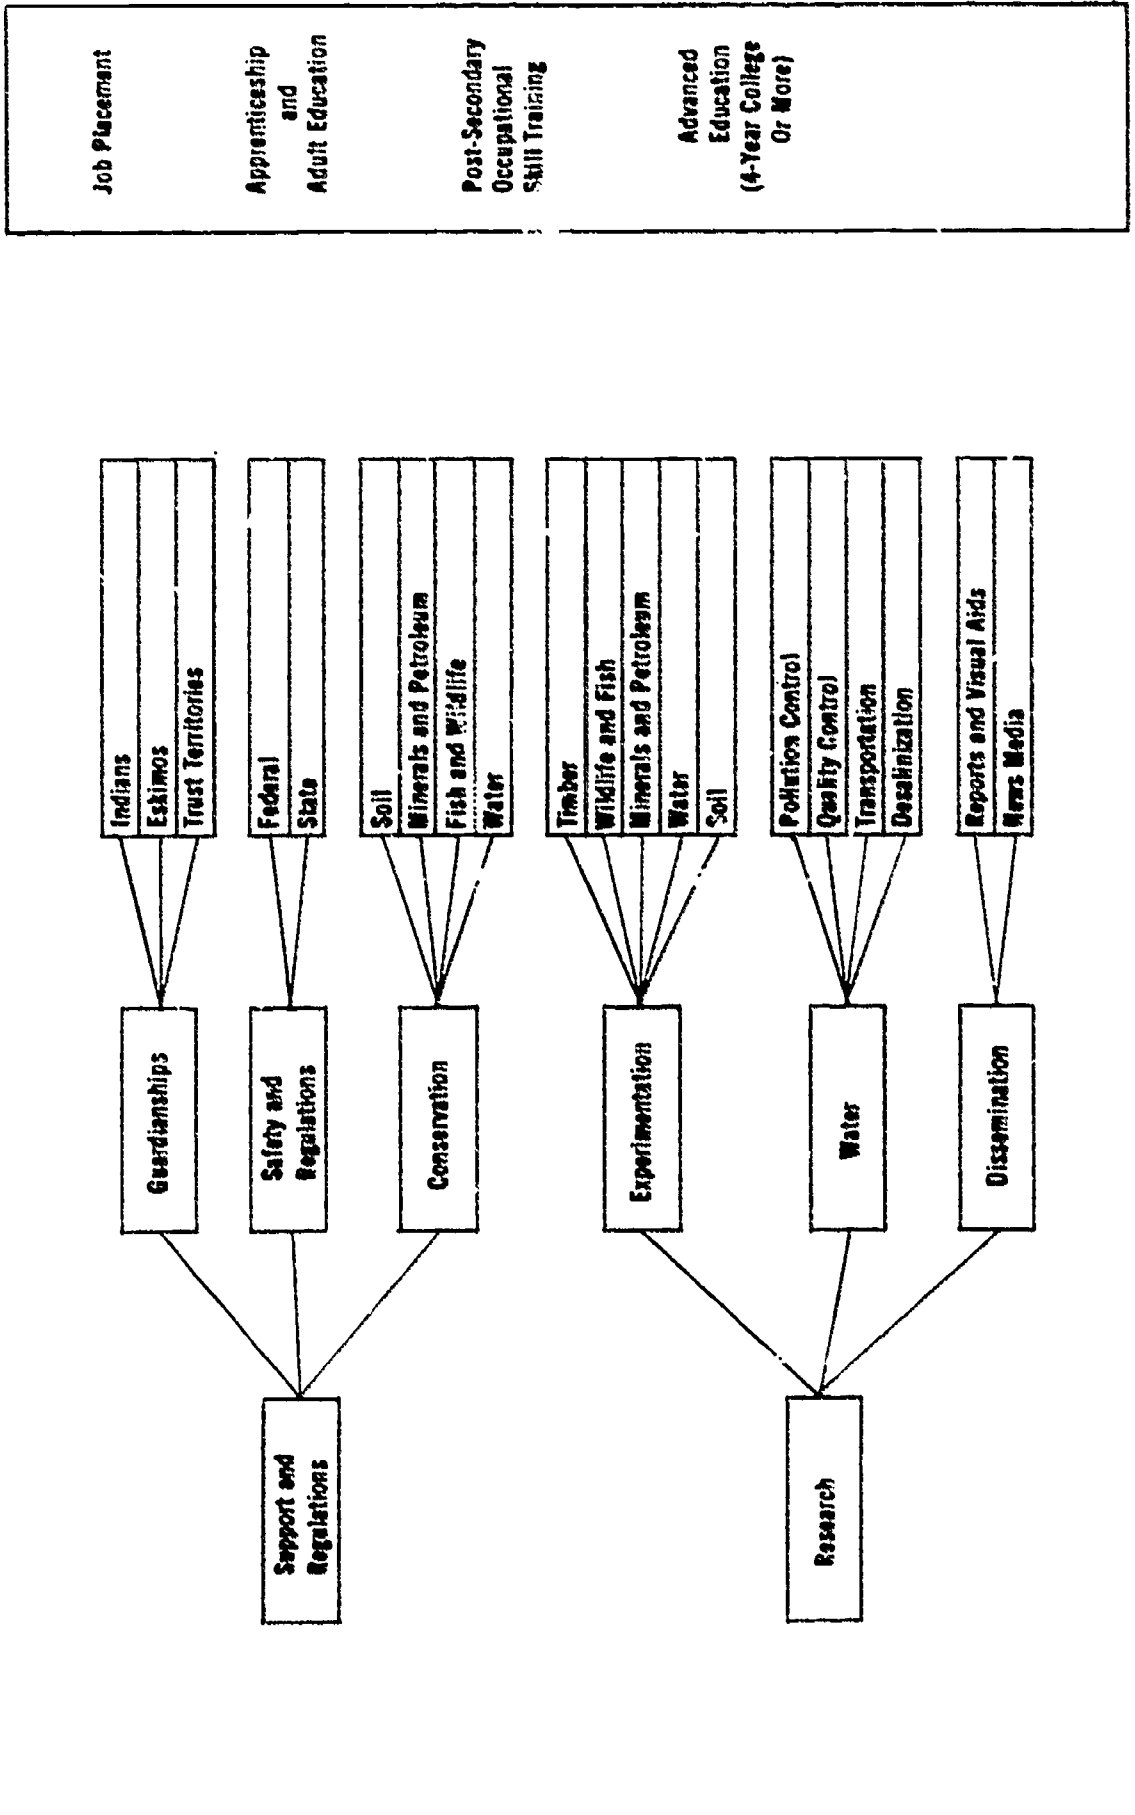 Support and
Regulations
Guardianships
Indians
Eskimos
Trust Territories
Safety and
Regulations
Federal
State
Conservation
Soil
Minerals and Petroleum
Fish and Wildlife
Water
Research
Experimentation
Timber
Wildlife and Fish
Minerals and Petroleum
Water
Soil
Water
Pollution Control
Quality Control
Transportation
Desalinization
Dissemination
Reports and Visual Aids
News Media
Job Placement
Apprenticeship
and
Adult Education
Post-Secondary
Occupational
Skill Training
Advanced
Education
(4-Year College
Or More)